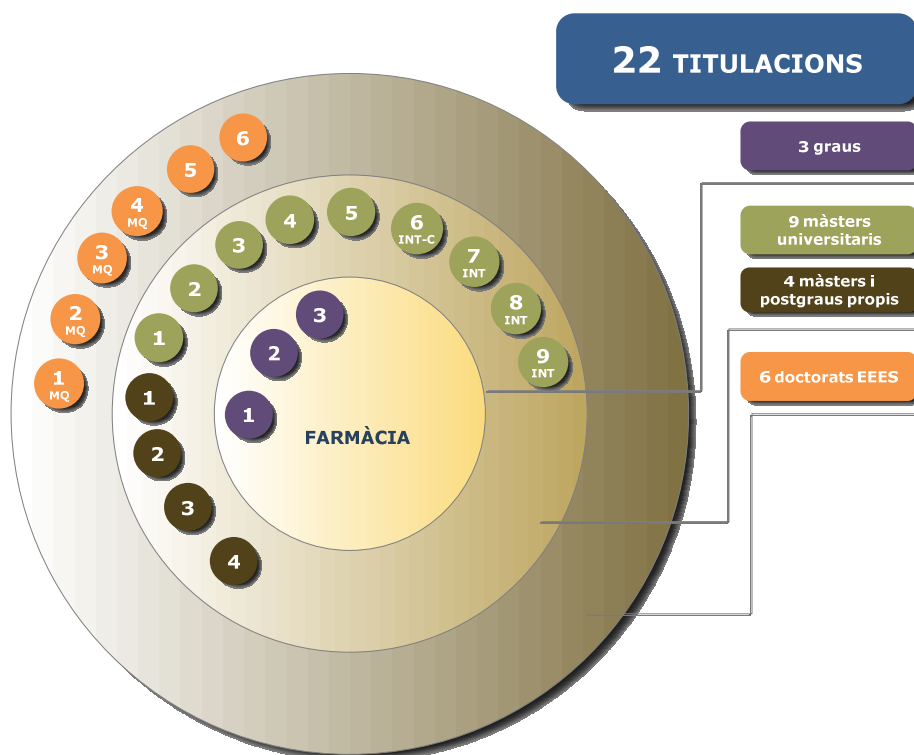 22 TITULACIONS
3 graus
9 màsters
universitaris
4 màsters i
postgraus propis
6 doctorats EEES
6
5
4
MQ
3
MQ
2
MQ
1
MQ
1
2
3
4
5
6
INT-C
7
INT
8
INT
9
INT
1
2
3
4
3
2
1
FARMÀCIA